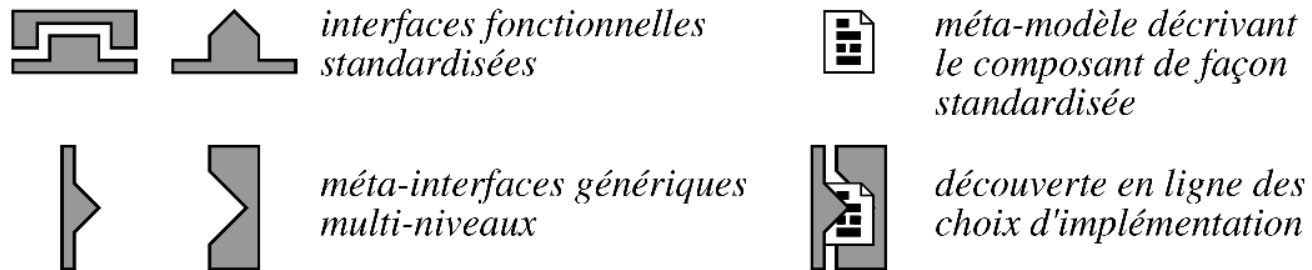 interfaces fonctionnelles
standardisées
méta-modèle décrivant
le composant de façon
standardisée
méta-interfaces génériques
multi-niveaux
découverte en ligne des
choix d'implémentation